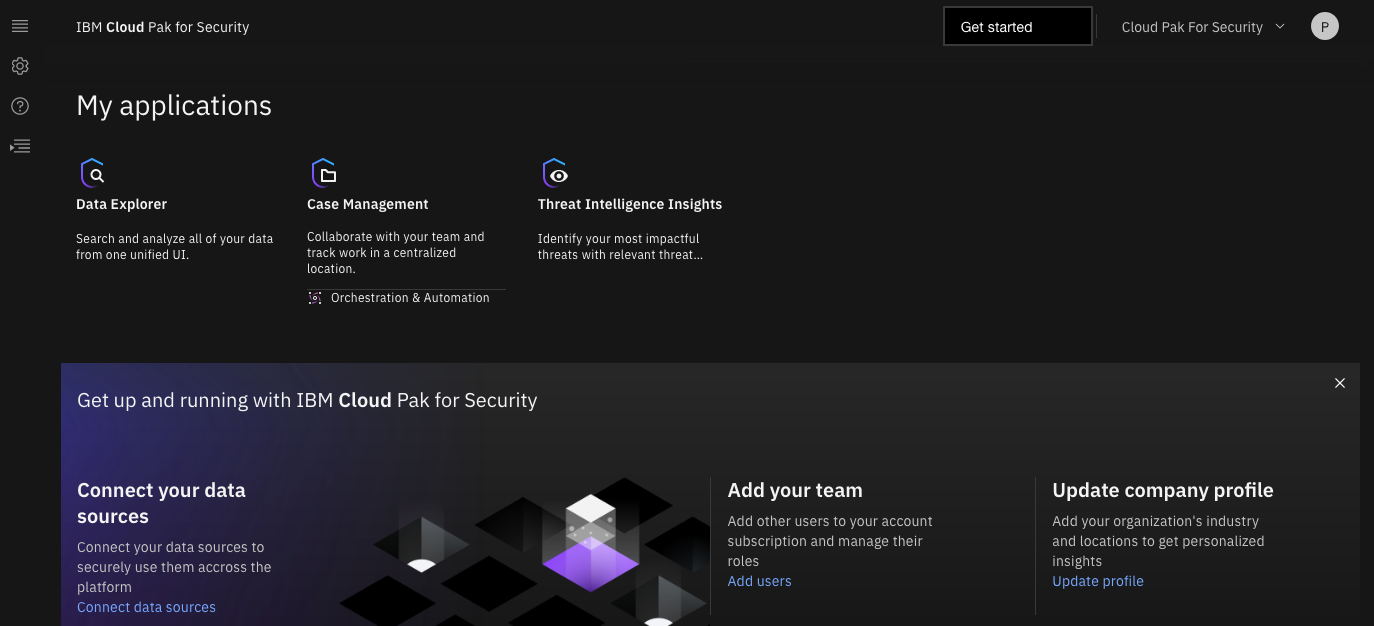 IBM Cloud Pak for Security
Get started
Cloud Pak For Security
P
My applications
Data Explorer
Search and analyze all of your data
from one unified UI.
Case Management
Collaborate with your team and
track work in a centralized
location.
Orchestration & Automation
Threat Intelligence Insights
Identify your most impactful
threats with relevant threat...
Get up and running with IBM Cloud Pak for Security
Connect your data
sources
Connect your data sources to
securely use them accross the
platform
Connect data sources
Add your team
Add other users to your account
subscription and manage their
roles
Add users
Update company profile
Add your organization's industry
and locations to get personalized
insights
Update profile